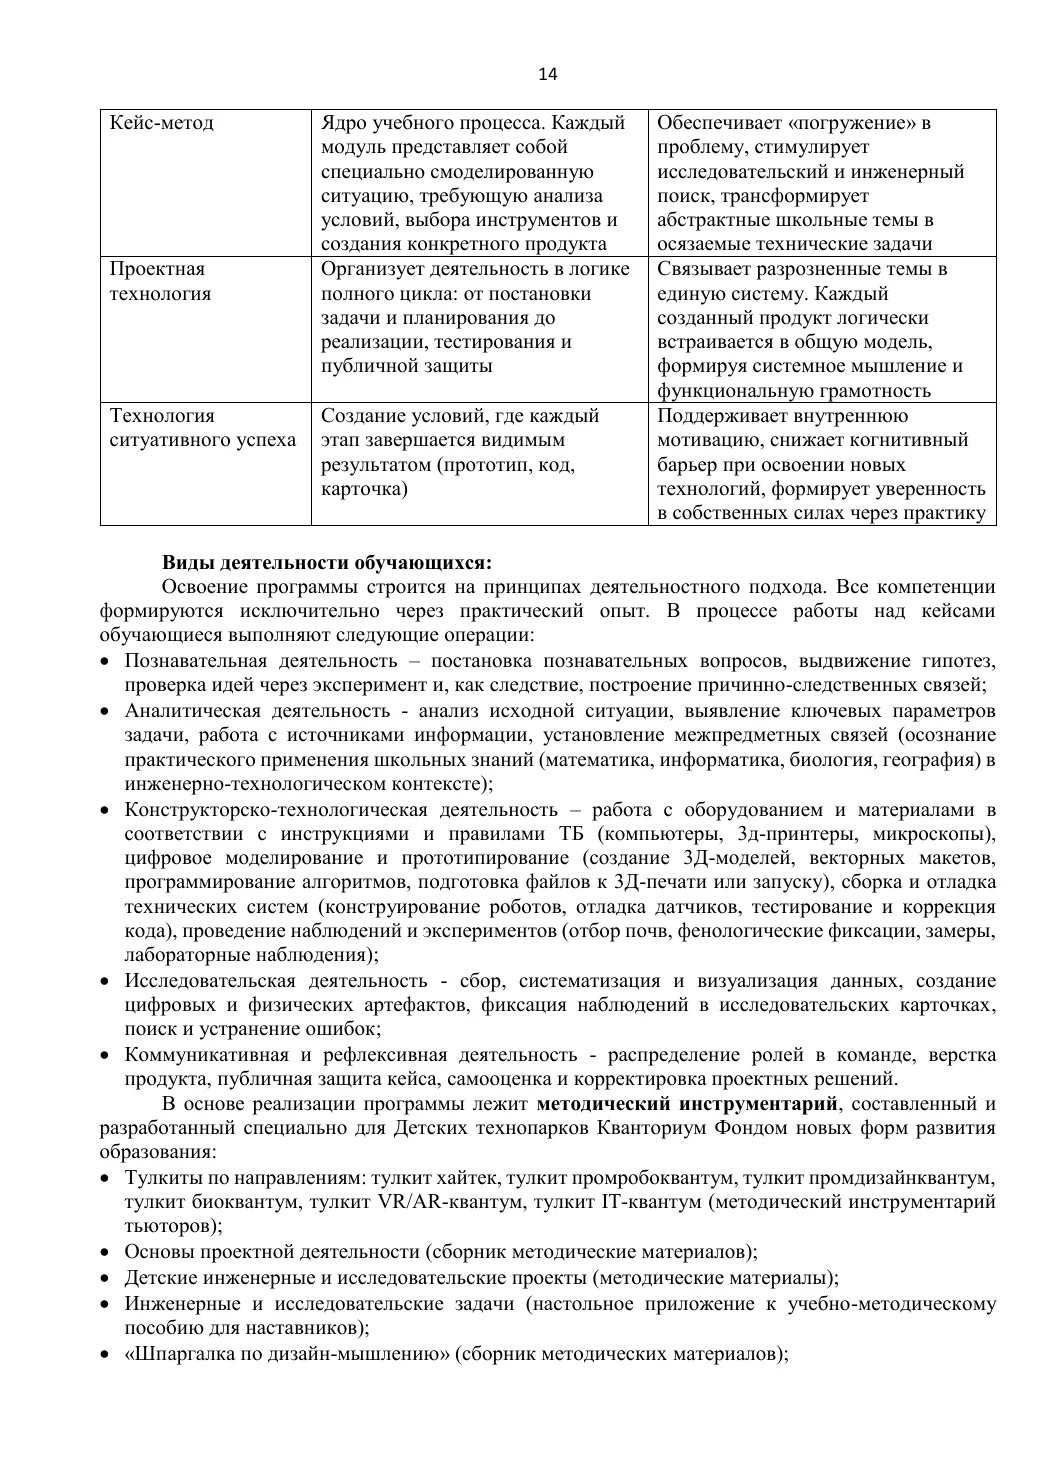 14
Кейс-метод
Ядро учебного процесса. Каждый
модуль представляет собой
специально смоделированную
ситуацию, требующую анализа
условий, выбора инструментов и
создания конкретного продукта
Обеспечивает «погружение» в
проблему, стимулирует
исследовательский и инженерный
поиск, трансформирует
абстрактные школьные темы в
осязаемые технические задачи
Проектная
технология
Организует деятельность в логике
полного цикла: от постановки
задачи и планирования до
реализации, тестирования и
публичной защиты
Связывает разрозненные темы в
единую систему. Каждый
созданный продукт логически
встраивается в общую модель,
формируя системное мышление и
функциональную грамотность
Технология
ситуативного успеха
Создание условий, где каждый
этап завершается видимым
результатом (прототип, код,
карточка)
Поддерживает внутреннюю
мотивацию, снижает когнитивный
барьер при освоении новых
технологий, формирует уверенность
в собственных силах через практику
Виды деятельности обучающихся:
Освоение программы строится на принципах деятельностного подхода. Все компетенции
формируются исключительно через практический опыт. В процессе работы над кейсами
обучающиеся выполняют следующие операции:
• Познавательная деятельность – постановка познавательных вопросов, выдвижение гипотез,
проверка идей через эксперимент и, как следствие, построение причинно-следственных связей;
• Аналитическая деятельность - анализ исходной ситуации, выявление ключевых параметров
задачи, работа с источниками информации, установление межпредметных связей (осознание
практического применения школьных знаний (математика, информатика, биология, география) в
инженерно-технологическом контексте);
• Конструкторско-технологическая деятельность – работа с оборудованием и материалами в
соответствии с инструкциями и правилами ТБ (компьютеры, 3д-принтеры, микроскопы),
цифровое моделирование и прототипирование (создание 3Д-моделей, векторных макетов,
программирование алгоритмов, подготовка файлов к 3Д-печати или запуску), сборка и отладка
технических систем (конструирование роботов, отладка датчиков, тестирование и коррекция
кода), проведение наблюдений и экспериментов (отбор почв, фенологические фиксации, замеры,
лабораторные наблюдения);
• Исследовательская деятельность - сбор, систематизация и визуализация данных, создание
цифровых и физических артефактов, фиксация наблюдений в исследовательских карточках,
поиск и устранение ошибок;
• Коммуникативная и рефлексивная деятельность - распределение ролей в команде, верстка
продукта, публичная защита кейса, самооценка и корректировка проектных решений.
В основе реализации программы лежит методический инструментарий, составленный и
разработанный специально для Детских технопарков Кванториум Фондом новых форм развития
образования:
• Тулкиты по направлениям: тулкит хайтек, тулкит промробоквантум, тулкит промдизайнквантум,
тулкит биоквантум, тулкит VR/AR-квантум, тулкит IT-квантум (методический инструментарий
тьюторов);
• Основы проектной деятельности (сборник методические материалов);
• Детские инженерные и исследовательские проекты (методические материалы);
• Инженерные и исследовательские задачи (настольное приложение к учебно-методическому
пособию для наставников);
• «Шпаргалка по дизайн-мышлению» (сборник методических материалов);